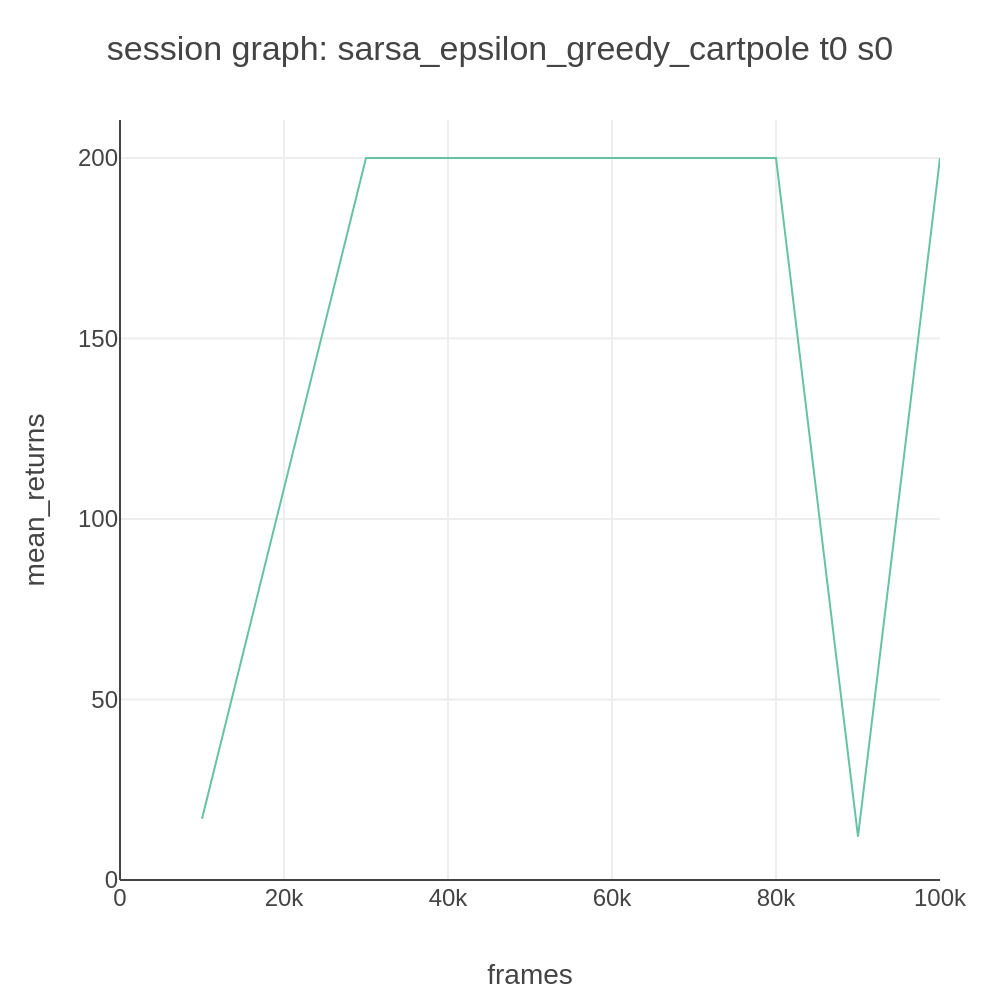 session graph: sarsa_epsilon_greedy_cartpole t0 s0
mean_returns
200
150
100
50
0
0 20k 40k 60k 80k 100k
frames